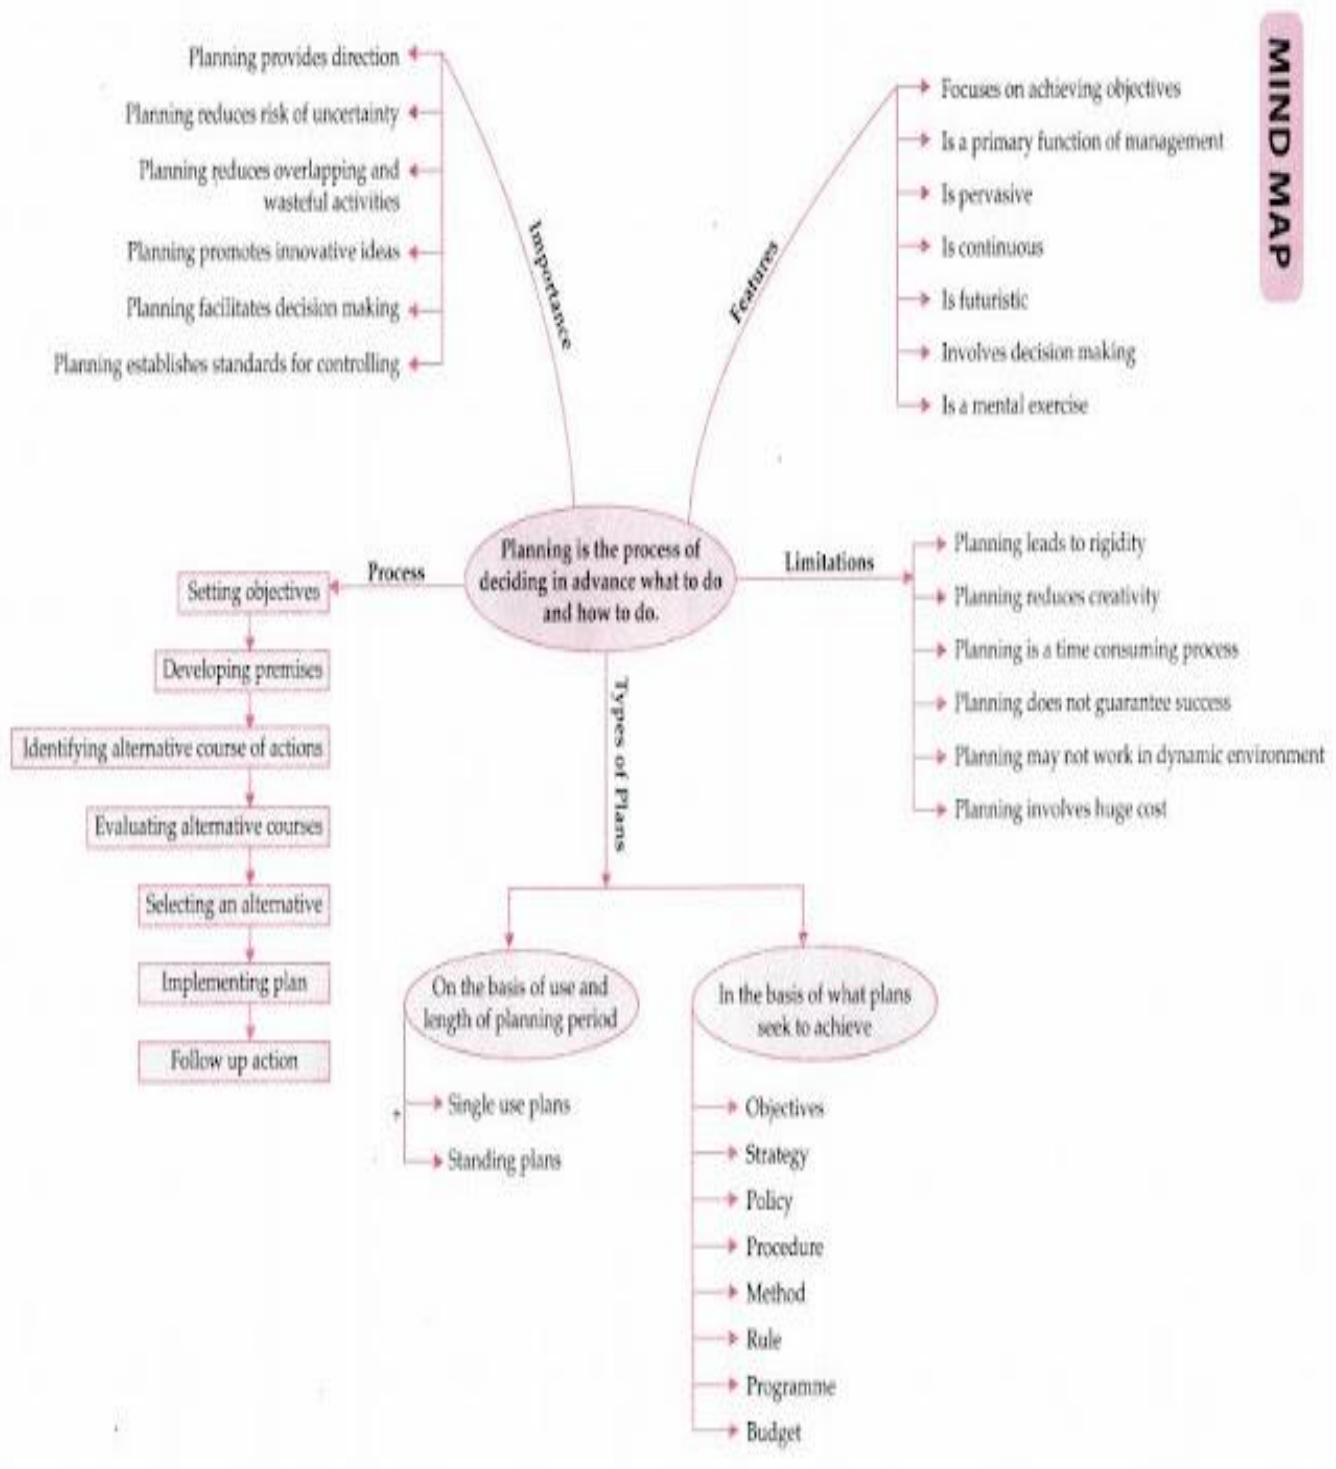 MIND MAP
Planning provides direction
Planning reduces risk of uncertainty
Planning reduces overlapping and
wasteful activities
Planning promotes innovative ideas
Planning facilitates decision making
Planning establishes standards for controlling
Importance
Features
Focuses on achieving objectives
Is a primary function of management
Is pervasive
Is continuous
Is futuristic
Involves decision making
Is a mental exercise
Planning is the process of
deciding in advance what to do
and how to do.
Process
Setting objectives
Developing premises
Identifying alternative course of actions
Evaluating alternative courses
Selecting an alternative
Implementing plan
Follow up action
Limitations
Planning leads to rigidity
Planning reduces creativity
Planning is a time consuming process
Planning does not guarantee success
Planning may not work in dynamic environment
Planning involves huge cost
Types of Plans
On the basis of use and
length of planning period
Single use plans
Standing plans
In the basis of what plans
seek to achieve
Objectives
Strategy
Policy
Procedure
Method
Rule
Programme
Budget